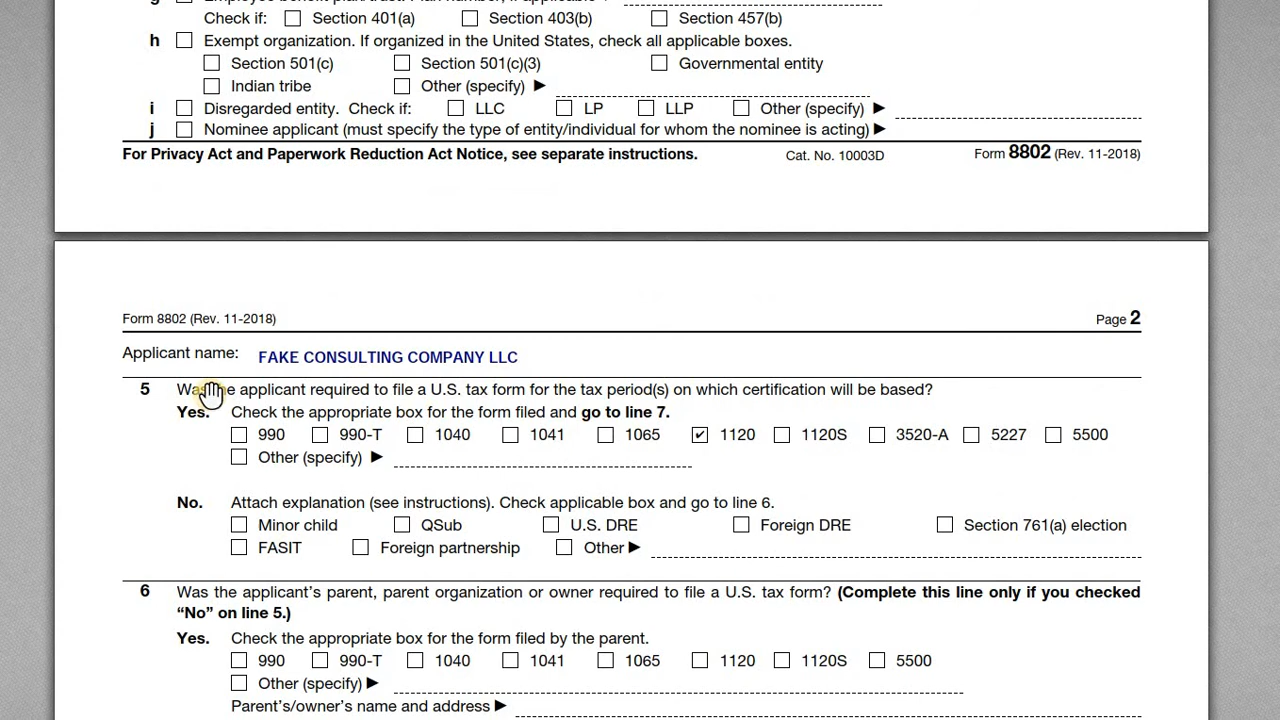 g Employee benefit plan/trust. Plan number, if applicable
Check if: Section 401(a) Section 403(b) Section 457(b)
h Exempt organization. If organized in the United States, check all applicable boxes.
Section 501(c) Section 501(c)(3) Governmental entity
Indian tribe Other (specify) ▶
i Disregarded entity. Check if: LLC LP LLP Other (specify) ▶
j Nominee applicant (must specify the type of entity/individual for whom the nominee is acting) ▶
For Privacy Act and Paperwork Reduction Act Notice, see separate instructions. Cat. No. 10003D Form 8802 (Rev. 11-2018)
Form 8802 (Rev. 11-2018) Page 2
Applicant name: FAKE CONSULTING COMPANY LLC
5 Was the applicant required to file a U.S. tax form for the tax period(s) on which certification will be based?
Yes. Check the appropriate box for the form filed and go to line 7.
990 990-T 1040 1041 1065 ✔ 1120 1120S 3520-A 5227 5500
Other (specify) ▶
No. Attach explanation (see instructions). Check applicable box and go to line 6.
Minor child QSub U.S. DRE Foreign DRE Section 761(a) election
FASIT Foreign partnership Other ▶
6 Was the applicant's parent, parent organization or owner required to file a U.S. tax form? (Complete this line only if you checked
“No” on line 5.)
Yes. Check the appropriate box for the form filed by the parent.
990 990-T 1040 1041 1065 1120 1120S 5500
Other (specify) ▶
Parent's/owner's name and address ▶